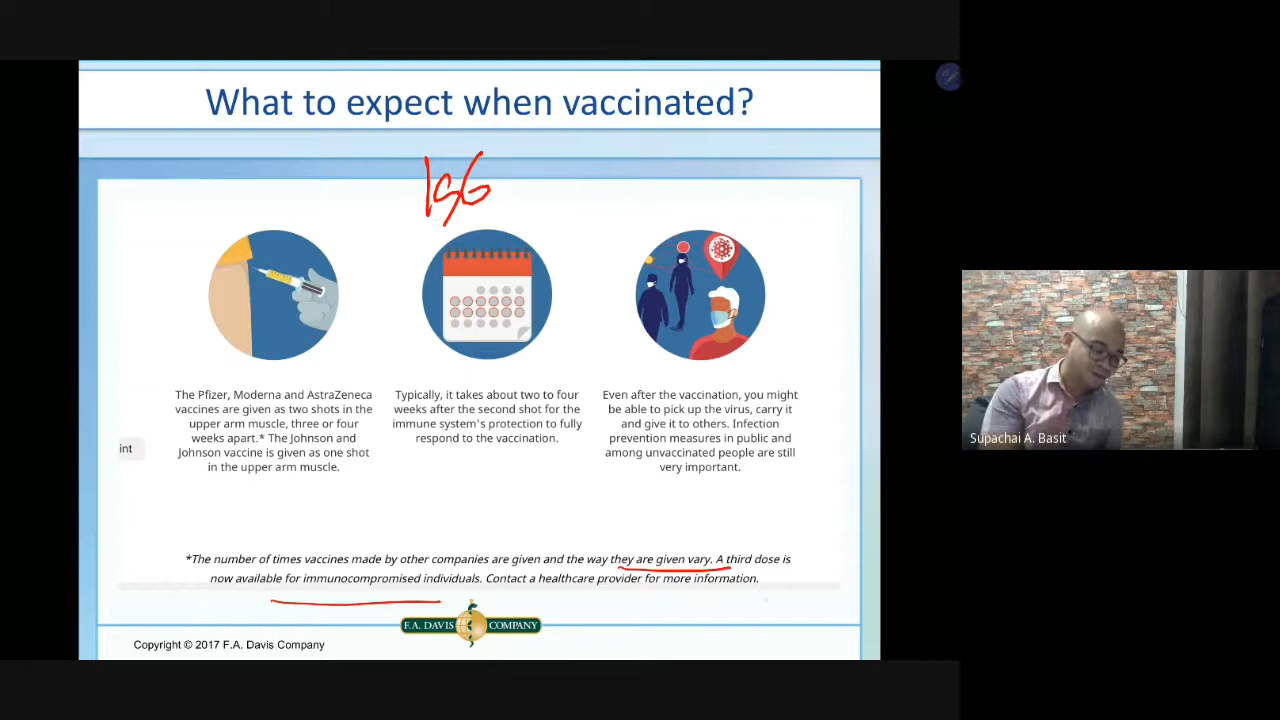 What to expect when vaccinated?
IgG
The Pfizer, Moderna and AstraZeneca
vaccines are given as two shots in the
upper arm muscle, three or four
weeks apart.* The Johnson and
Johnson vaccine is given as one shot
in the upper arm muscle.
Typically, it takes about two to four
weeks after the second shot for the
immune system's protection to fully
respond to the vaccination.
Even after the vaccination, you might
be able to pick up the virus, carry it
and give it to others. Infection
prevention measures in public and
among unvaccinated people are still
very important.
int
*The number of times vaccines made by other companies are given and the way they are given vary. A third dose is
now available for immunocompromised individuals. Contact a healthcare provider for more information.
F.A. DAVIS COMPANY
Copyright © 2017 F.A. Davis Company
Supachai A. Basit